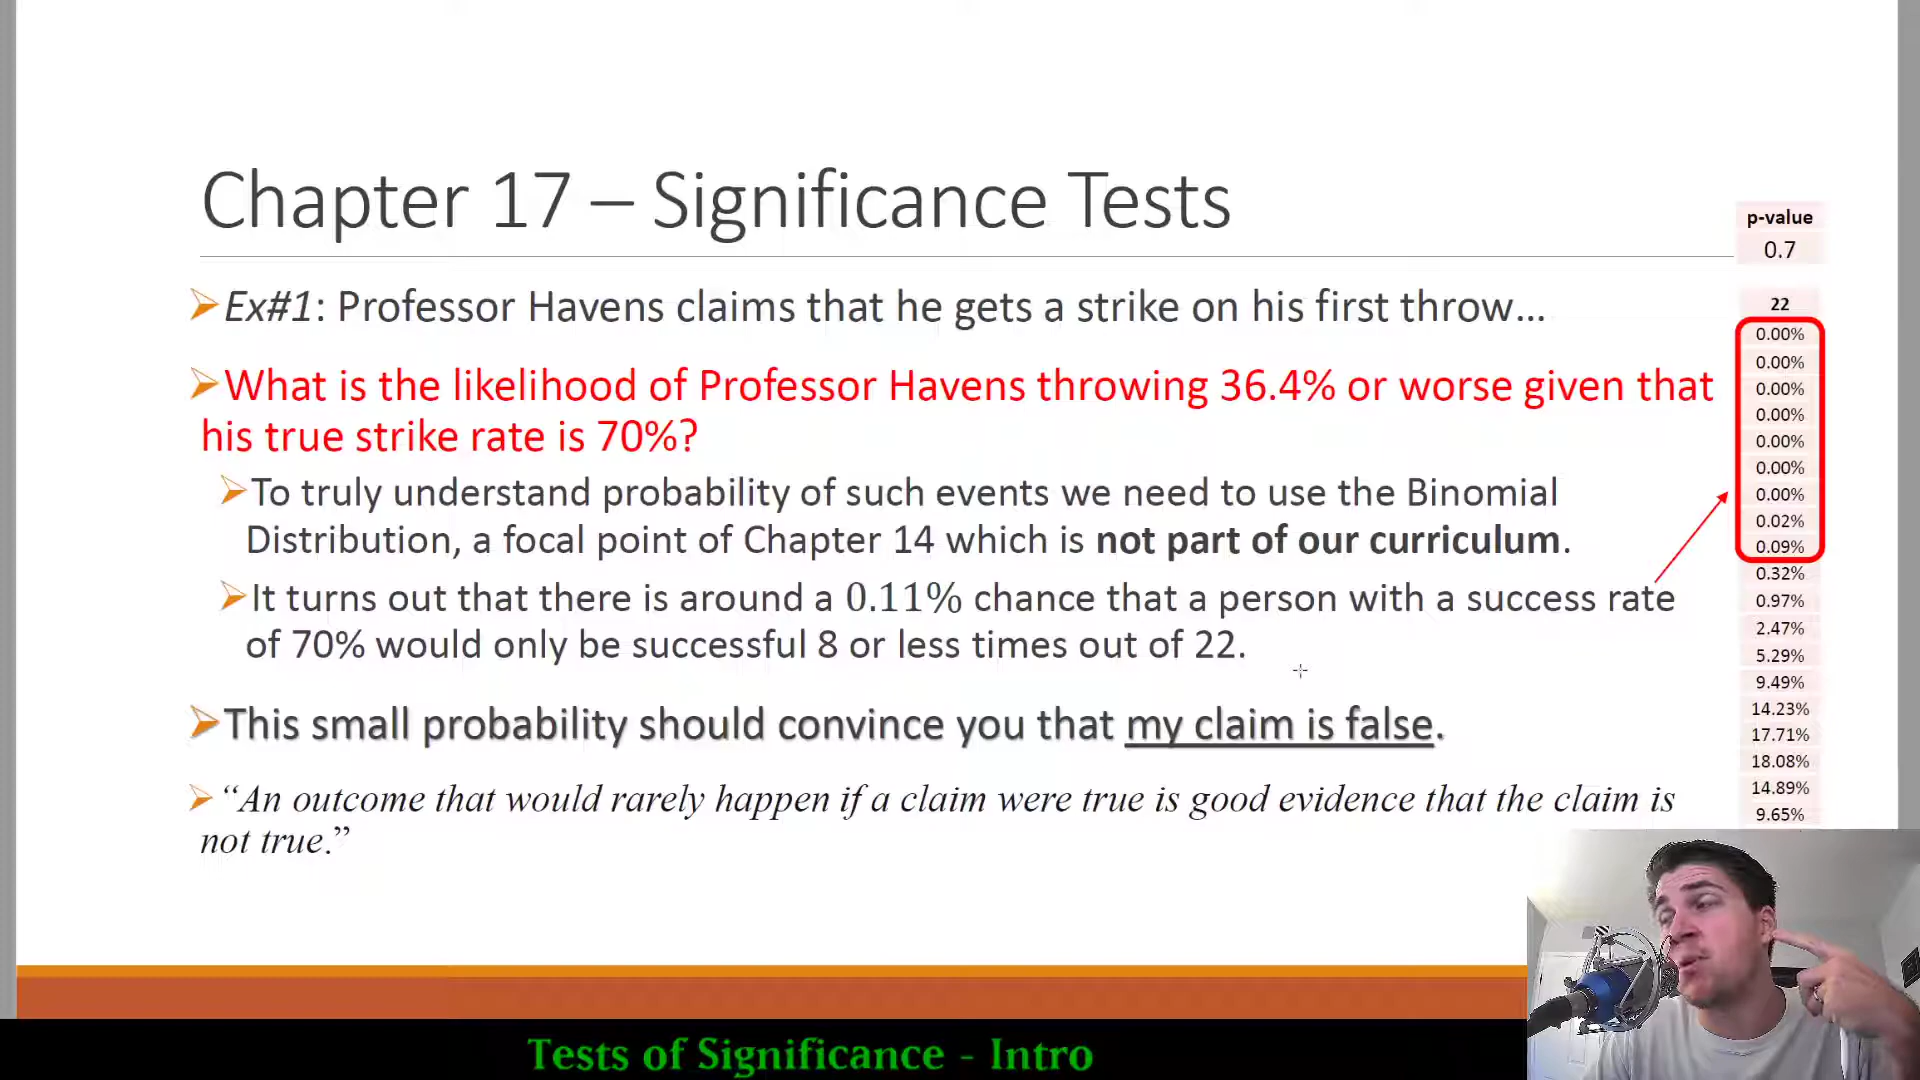 Chapter 17 – Significance Tests
Ex#1: Professor Havens claims that he gets a strike on his first throw…
What is the likelihood of Professor Havens throwing 36.4% or worse given that
his true strike rate is 70%?
To truly understand probability of such events we need to use the Binomial
Distribution, a focal point of Chapter 14 which is not part of our curriculum.
It turns out that there is around a 0.11% chance that a person with a success rate
of 70% would only be successful 8 or less times out of 22.
This small probability should convince you that my claim is false.
“An outcome that would rarely happen if a claim were true is good evidence that the claim is
not true.”
p-value
0.7
22
0.00%
0.00%
0.00%
0.00%
0.00%
0.00%
0.00%
0.02%
0.09%
0.32%
0.97%
2.47%
5.29%
9.49%
14.23%
17.71%
18.08%
14.89%
9.65%
Tests of Significance - Intro